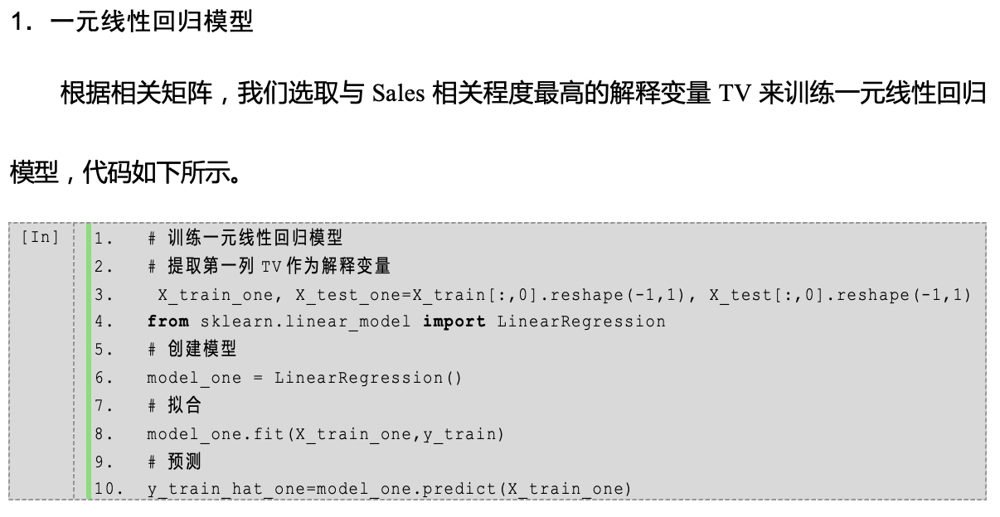 1. 一元线性回归模型
根据相关矩阵，我们选取与 Sales 相关程度最高的解释变量 TV 来训练一元线性回归
模型，代码如下所示。
[In] 1. # 训练一元线性回归模型
2. # 提取第一列 TV 作为解释变量
3. X_train_one, X_test_one=X_train[:,0].reshape(-1,1), X_test[:,0].reshape(-1,1)
4. from sklearn.linear_model import LinearRegression
5. # 创建模型
6. model_one = LinearRegression()
7. # 拟合
8. model_one.fit(X_train_one,y_train)
9. # 预测
10. y_train_hat_one=model_one.predict(X_train_one)